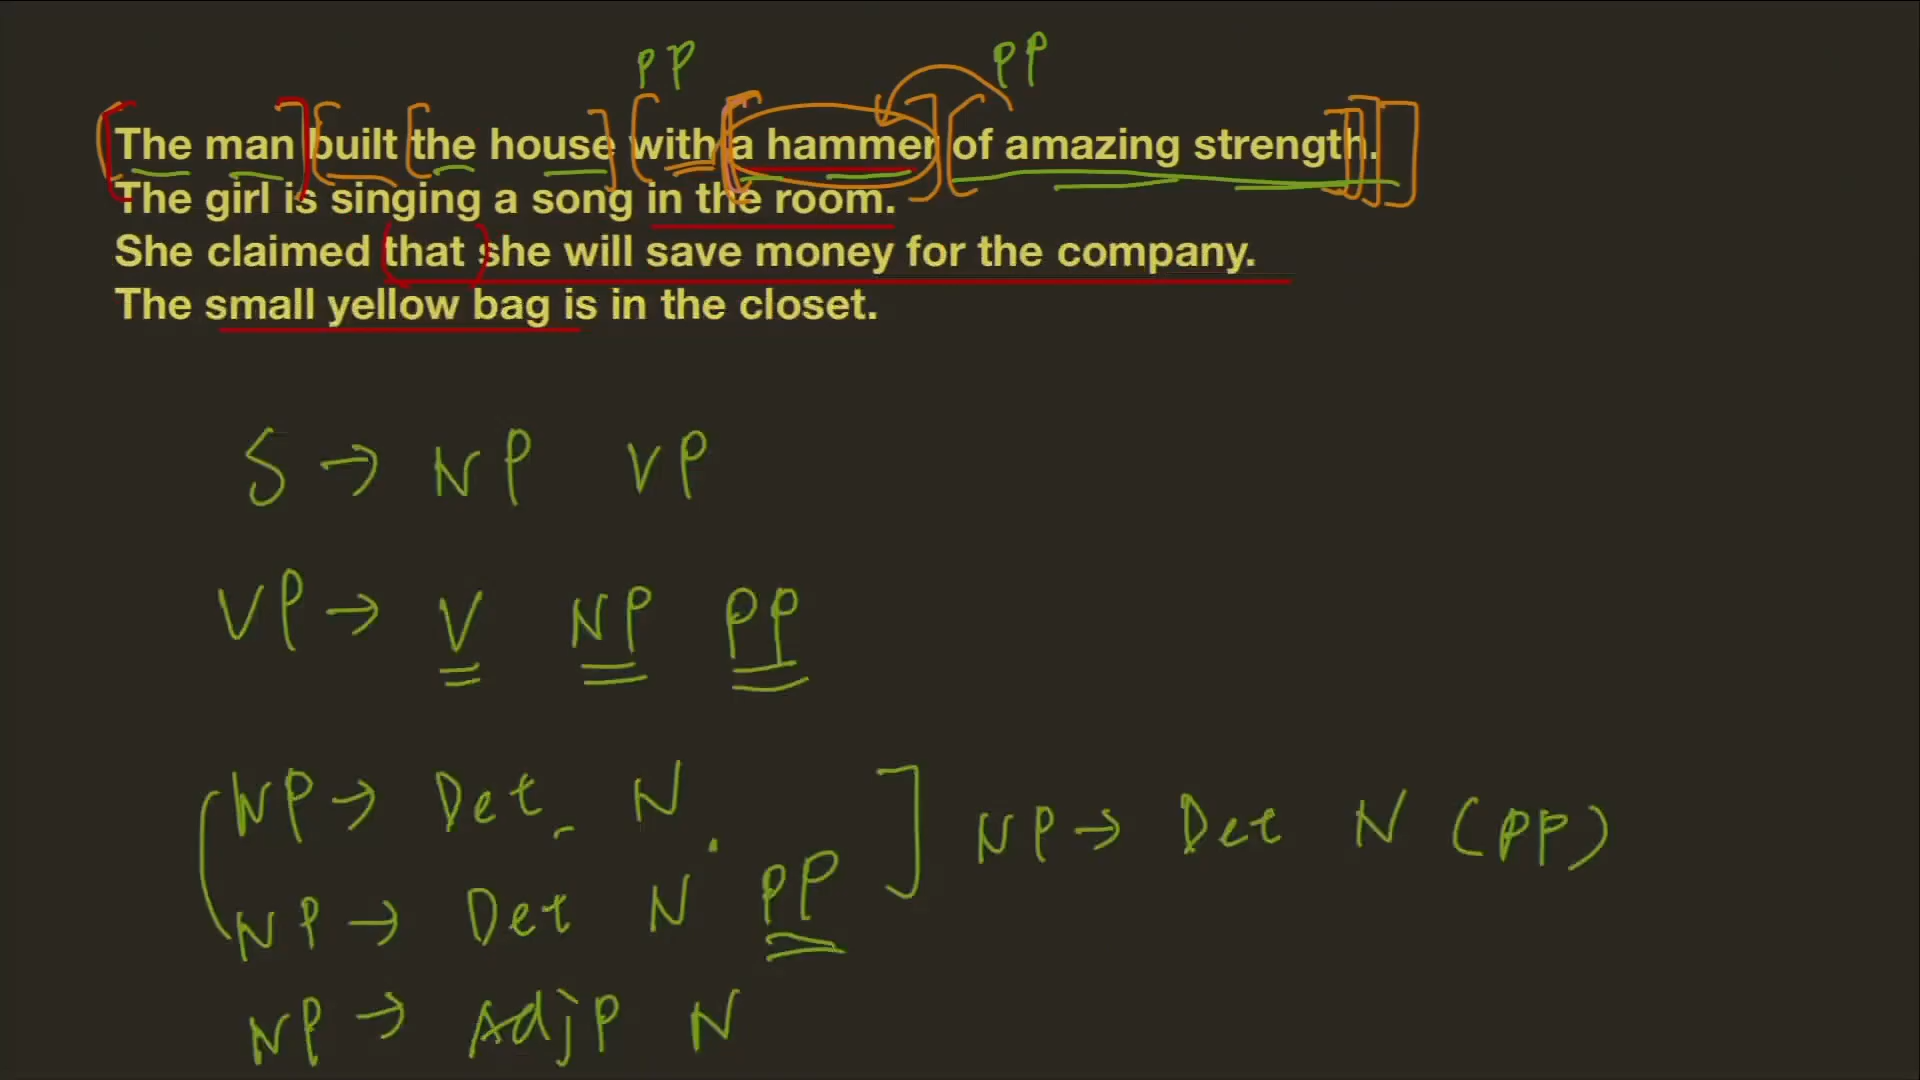 PP PP
The man built the house with a hammer of amazing strength.
The girl is singing a song in the room.
She claimed that she will save money for the company.
The small yellow bag is in the closet.
S → NP VP
VP → V NP PP
NP → Det N
NP → Det N PP
NP → Det N (PP)
NP → AdjP N